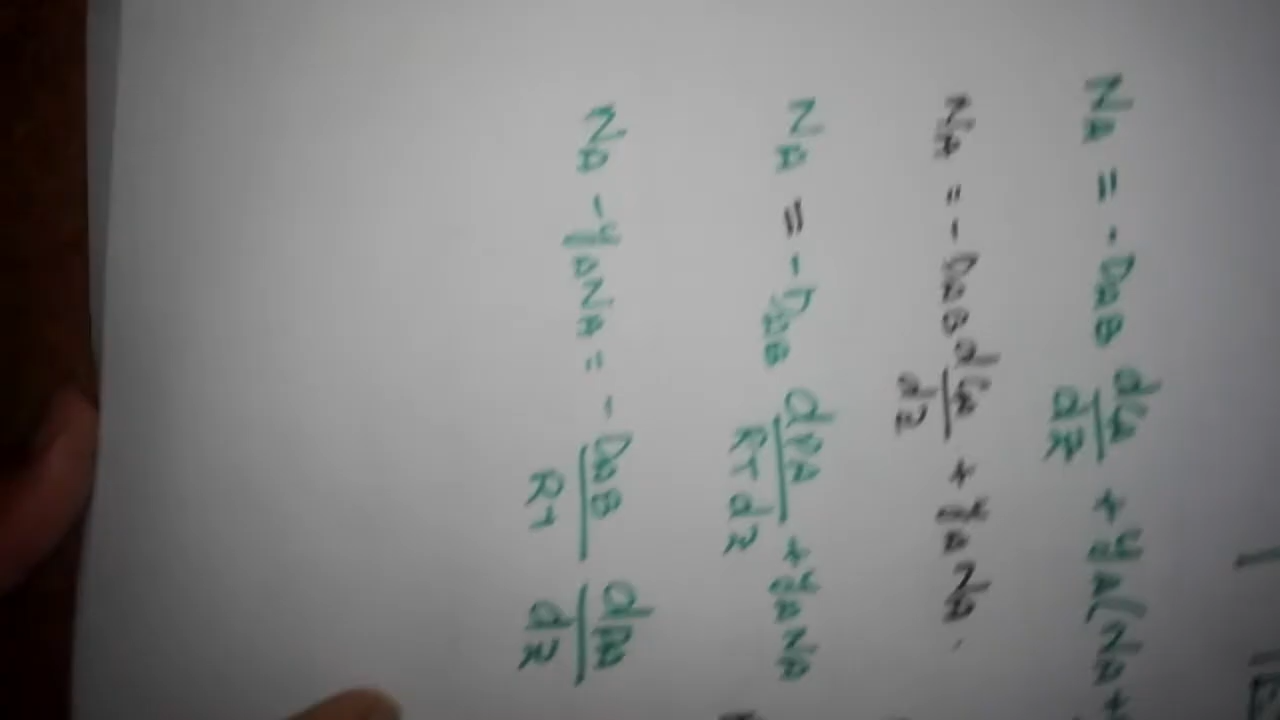 NA = -DAB dCA/dz + yA(NA+
NA = -DAB dCA/dz + yA NA.
NA = -DAB dPA/RT dz + yA NA
NA - yA NA = -DAB/RT dPA/dz